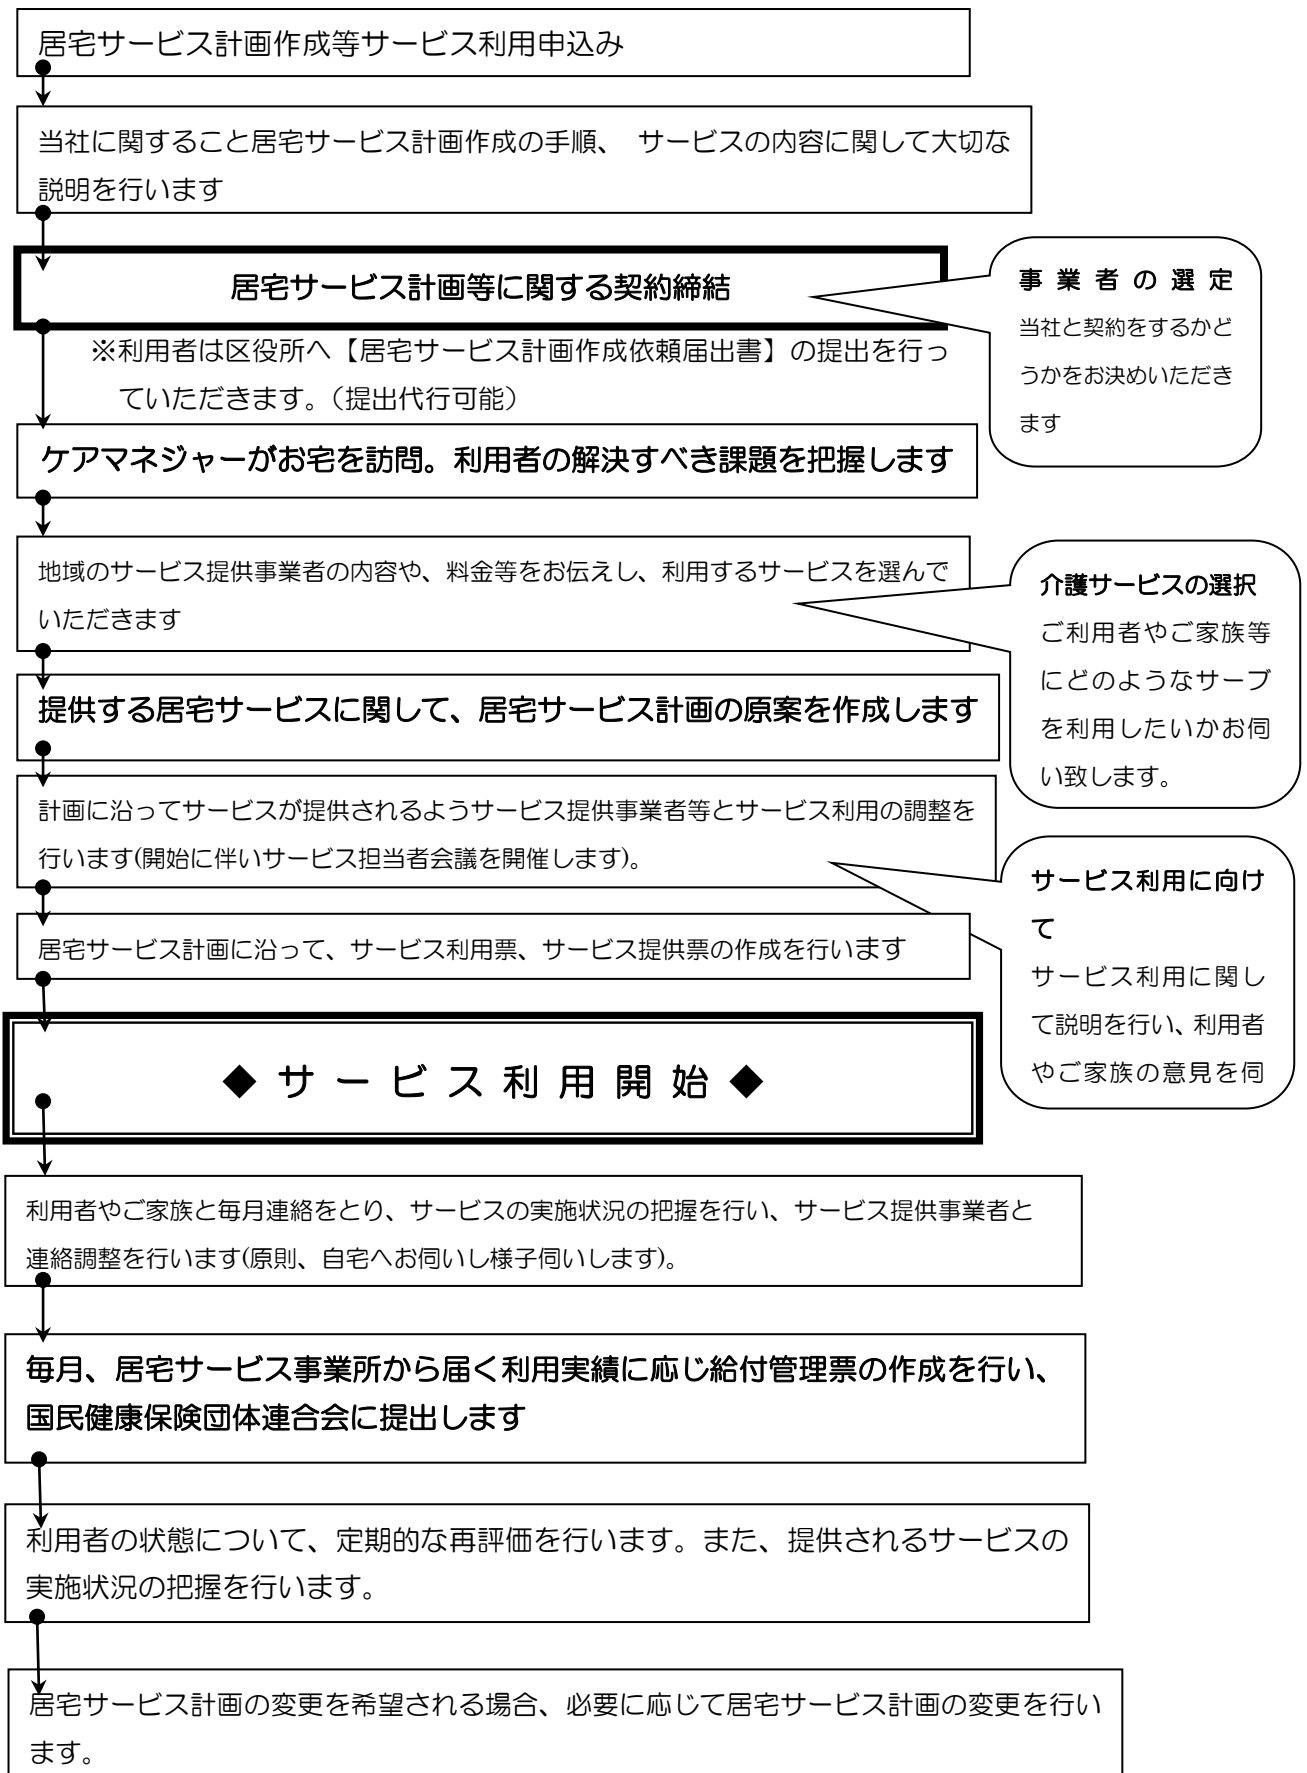 居宅サービス計画作成等サービス利用申込み
当社に関すること居宅サービス計画作成の手順、 サービスの内容に関して大切な
説明を行います
居宅サービス計画等に関する契約締結
事業者の選定
当社と契約をするかど
うかをお決めいただき
ます
※利用者は区役所へ【居宅サービス計画作成依頼届出書】の提出を行っ
ていただきます。（提出代行可能）
ケアマネジャーがお宅を訪問。利用者の解決すべき課題を把握します
地域のサービス提供事業者の内容や、料金等をお伝えし、利用するサービスを選んで
いただきます
介護サービスの選択
ご利用者やご家族等
にどのようなサーブ
を利用したいかお伺
い致します。
提供する居宅サービスに関して、居宅サービス計画の原案を作成します
計画に沿ってサービスが提供されるようサービス提供事業者等とサービス利用の調整を
行います(開始に伴いサービス担当者会議を開催します)。
サービス利用に向け
て
サービス利用に関し
て説明を行い、利用者
やご家族の意見を伺
居宅サービス計画に沿って、サービス利用票、サービス提供票の作成を行います
◆サービス利用開始◆
利用者やご家族と毎月連絡をとり、サービスの実施状況の把握を行い、サービス提供事業者と
連絡調整を行います(原則、自宅へお伺いし様子伺いします)。
毎月、居宅サービス事業所から届く利用実績に応じ給付管理票の作成を行い、
国民健康保険団体連合会に提出します
利用者の状態について、定期的な再評価を行います。また、提供されるサービスの
実施状況の把握を行います。
居宅サービス計画の変更を希望される場合、必要に応じて居宅サービス計画の変更を行い
ます。